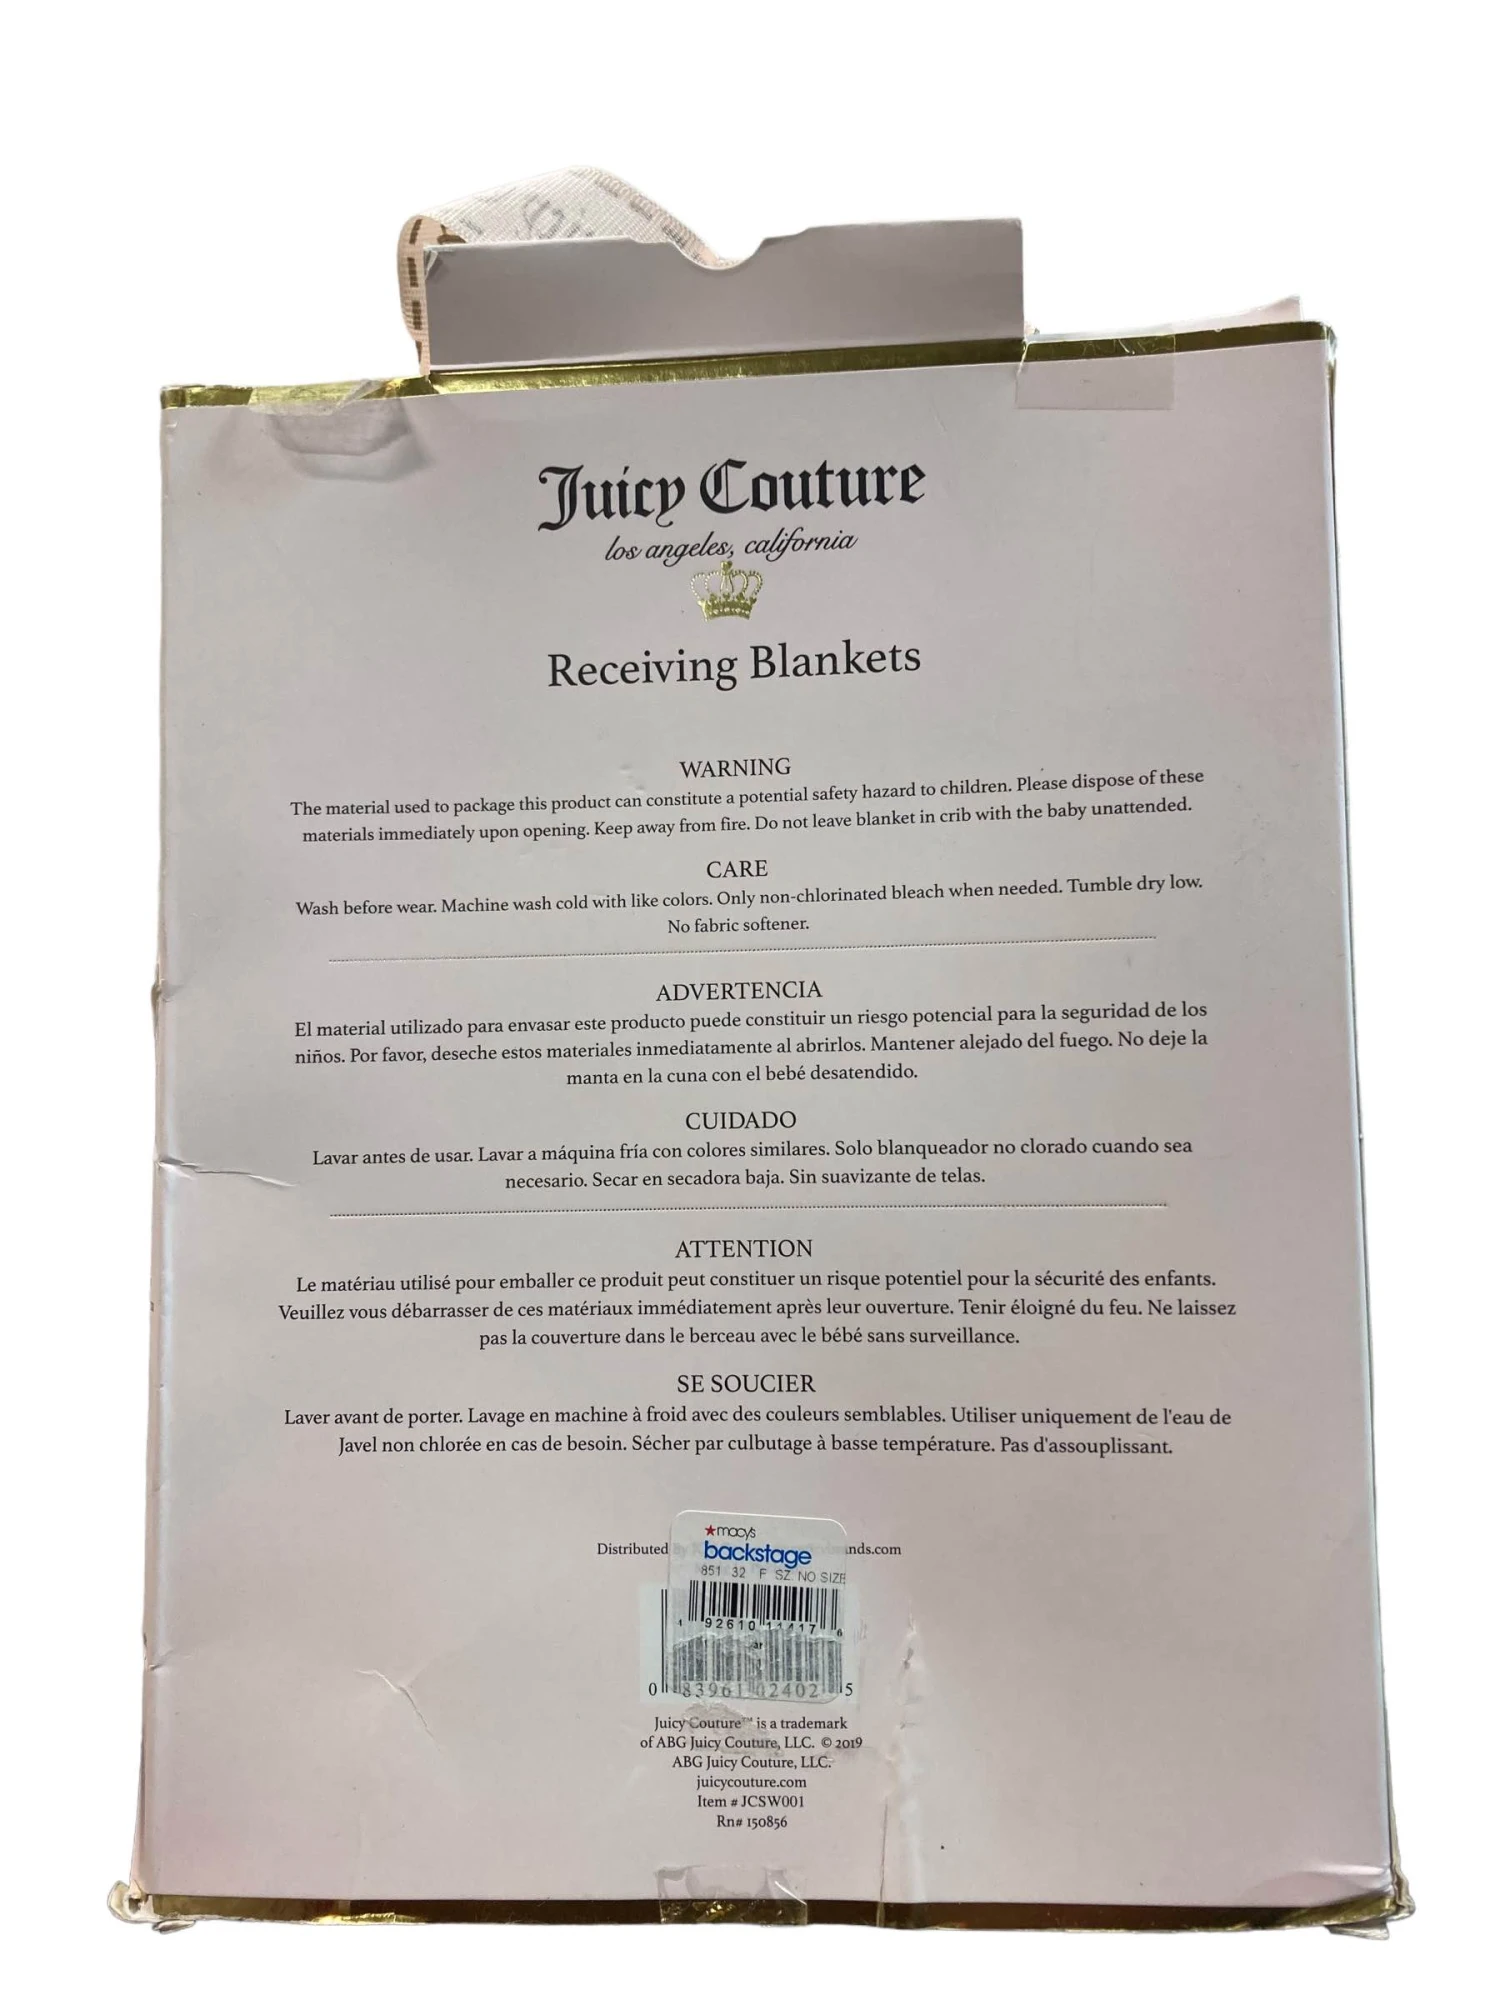 Juicy Couture
los angeles, california
Receiving Blankets
WARNING
The material used to package this product can constitute a potential safety hazard to children. Please dispose of these
materials immediately upon opening. Keep away from fire. Do not leave blanket in crib with the baby unattended.
CARE
Wash before wear. Machine wash cold with like colors. Only non-chlorinated bleach when needed. Tumble dry low.
No fabric softener.
ADVERTENCIA
El material utilizado para envasar este producto puede constituir un riesgo potencial para la seguridad de los
niños. Por favor, deseche estos materiales inmediatamente al abrirlos. Mantener alejado del fuego. No deje la
manta en la cuna con el bebé desatendido.
CUIDADO
Lavar antes de usar. Lavar a máquina fría con colores similares. Solo blanqueador no clorado cuando sea
necesario. Secar en secadora baja. Sin suavizante de telas.
ATTENTION
Le matériau utilisé pour emballer ce produit peut constituer un risque potentiel pour la sécurité des enfants.
Veuillez vous débarrasser de ces matériaux immédiatement après leur ouverture. Tenir éloigné du feu. Ne laissez
pas la couverture dans le berceau avec le bébé sans surveillance.
SE SOUCIER
Laver avant de porter. Lavage en machine à froid avec des couleurs semblables. Utiliser uniquement de l'eau de
Javel non chlorée en cas de besoin. Sécher par culbutage à basse température. Pas d'assouplissant.
macy's
Distributed backstage nds.com
851 32 F SZ NO SIZE
0 83961 02402 5
Juicy Couture™ is a trademark
of ABG Juicy Couture, LLC. © 2019
ABG Juicy Couture, LLC.
juicycouture.com
Item # JCSW001
Rn# 150856